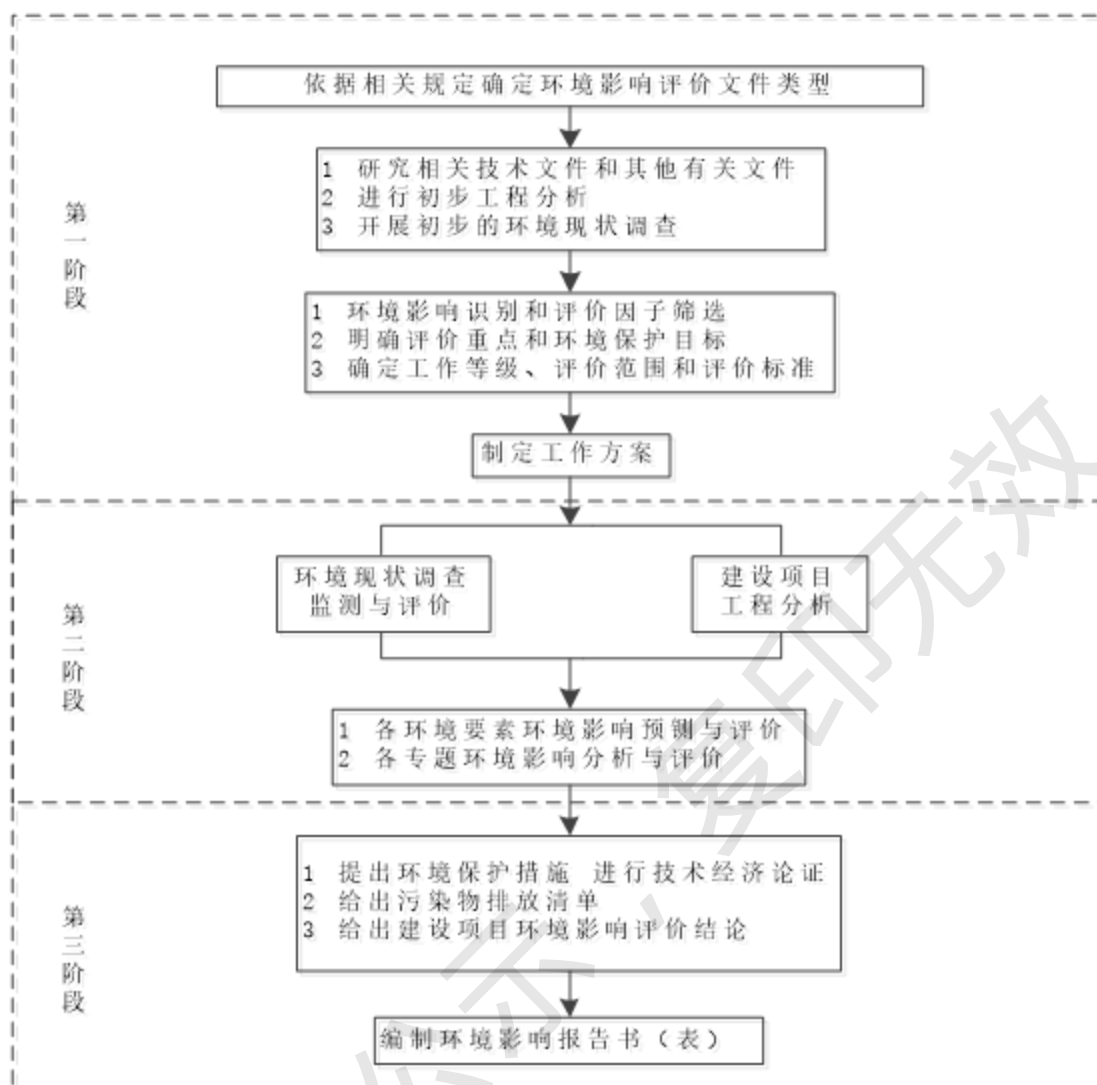 依据相关规定确定环境影响评价文件类型
1 研究相关技术文件和其他有关文件
2 进行初步工程分析
3 开展初步的环境现状调查
第一阶段
1 环境影响识别和评价因子筛选
2 明确评价重点和环境保护目标
3 确定工作等级、评价范围和评价标准
制定工作方案
环境现状调查
监测与评价
建设项目
工程分析
第二阶段
1 各环境要素环境影响预测与评价
2 各专题环境影响分析与评价
1 提出环境保护措施 进行技术经济论证
2 给出污染物排放清单
3 给出建设项目环境影响评价结论
第三阶段
编制环境影响报告书（表）
公示，复印无效